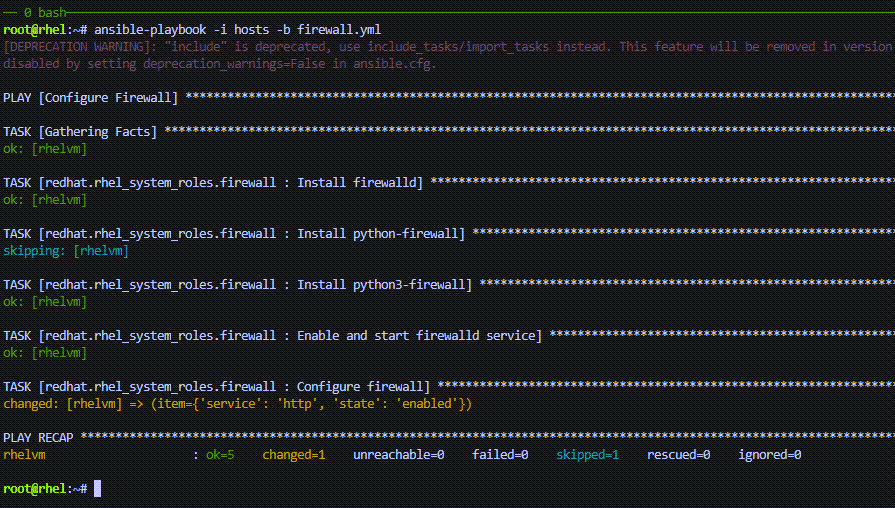 ── 0 bash
root@rhel:~# ansible-playbook -i hosts -b firewall.yml
[DEPRECATION WARNING]: "include" is deprecated, use include_tasks/import_tasks instead. This feature will be removed in version
disabled by setting deprecation_warnings=False in ansible.cfg.
PLAY [Configure Firewall] ******************************************************************************************************
TASK [Gathering Facts] *********************************************************************************************************
ok: [rhelvm]
TASK [redhat.rhel_system_roles.firewall : Install firewalld] *******************************************************************
ok: [rhelvm]
TASK [redhat.rhel_system_roles.firewall : Install python-firewall] *************************************************************
skipping: [rhelvm]
TASK [redhat.rhel_system_roles.firewall : Install python3-firewall] ************************************************************
ok: [rhelvm]
TASK [redhat.rhel_system_roles.firewall : Enable and start firewalld service] **************************************************
ok: [rhelvm]
TASK [redhat.rhel_system_roles.firewall : Configure firewall] ******************************************************************
changed: [rhelvm] => (item={'service': 'http', 'state': 'enabled'})
PLAY RECAP *********************************************************************************************************************
rhelvm                     : ok=5    changed=1    unreachable=0    failed=0    skipped=1    rescued=0    ignored=0
root@rhel:~#